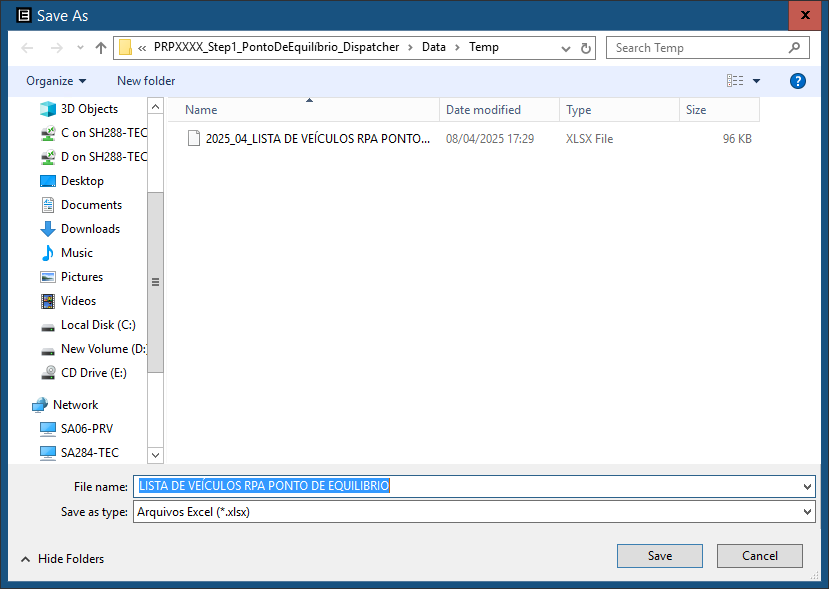 Save As
« PRPXXXX_Step1_PontoDeEquilíbrio_Dispatcher › Data › Temp
Search Temp
Organize
New folder
Name
Date modified
Type
Size
3D Objects
C on SH288-TEC
D on SH288-TEC
Desktop
Documents
Downloads
Music
Pictures
Videos
Local Disk (C:)
New Volume (D:)
CD Drive (E:)
Network
SA06-PRV
SA284-TEC
2025_04_LISTA DE VEÍCULOS RPA PONTO...
08/04/2025 17:29
XLSX File
96 KB
File name:
LISTA DE VEÍCULOS RPA PONTO DE EQUILIBRIO
Save as type:
Arquivos Excel (*.xlsx)
Hide Folders
Save
Cancel